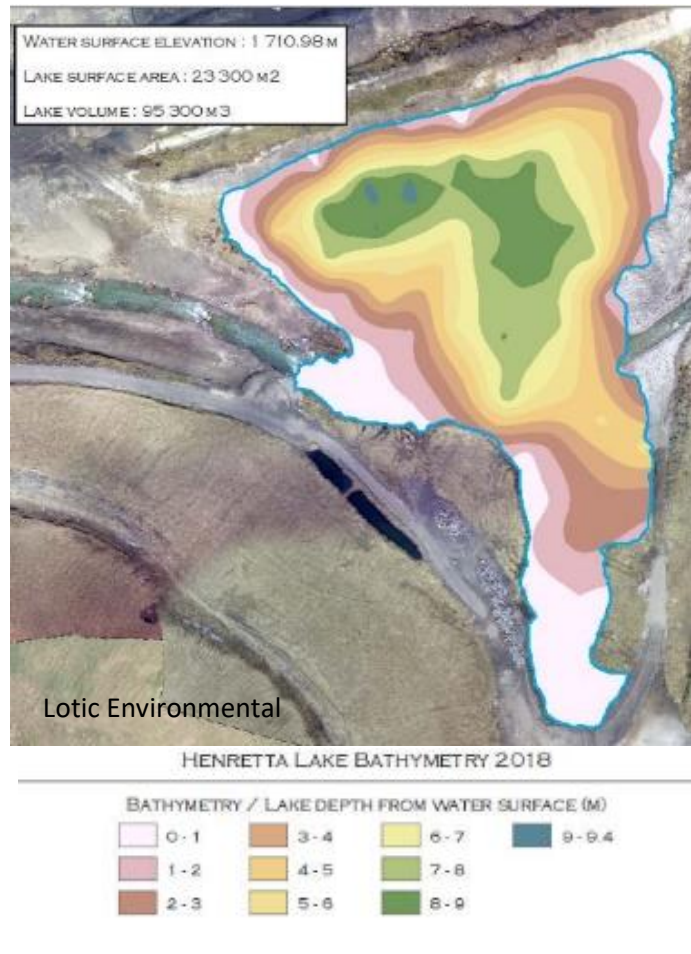 WATER SURFACE ELEVATION : 1 710.98 M
LAKE SURFACE AREA : 23 300 M2
LAKE VOLUME : 95 300 M3
Lotic Environmental
HENRETTA LAKE BATHYMETRY 2018
BATHYMETRY / LAKE DEPTH FROM WATER SURFACE (M)
0 - 1 3 - 4 6 - 7 9 - 9.4
1 - 2 4 - 5 7 - 8
2 - 3 5 - 6 8 - 9